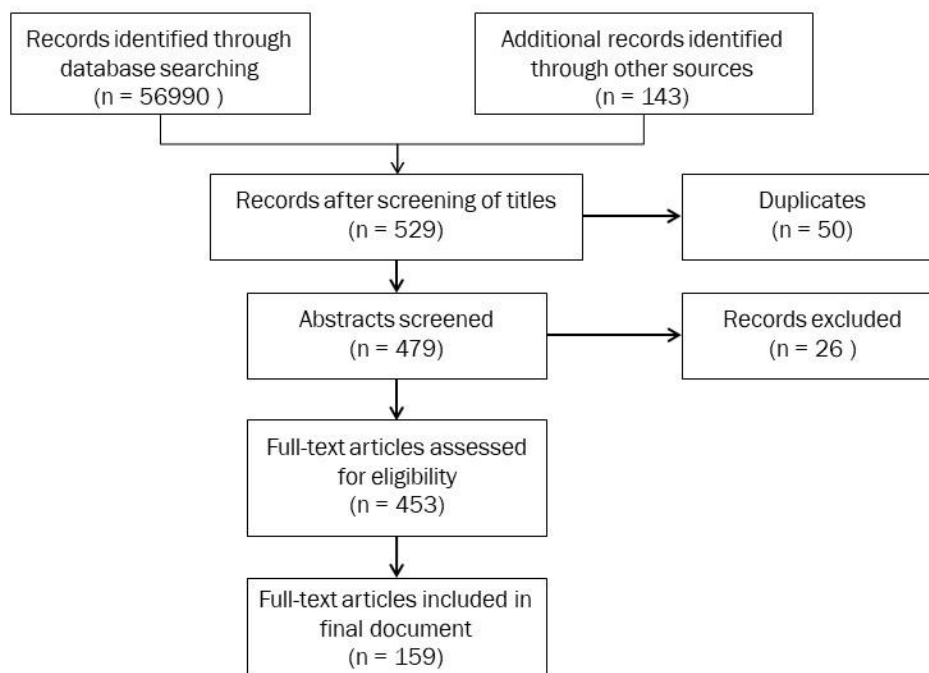 Records identified through
database searching
(n = 56990 )
Additional records identified
through other sources
(n = 143)
Records after screening of titles
(n = 529)
Duplicates
(n = 50)
Abstracts screened
(n = 479)
Records excluded
(n = 26 )
Full-text articles assessed
for eligibility
(n = 453)
Full-text articles included in
final document
(n = 159)